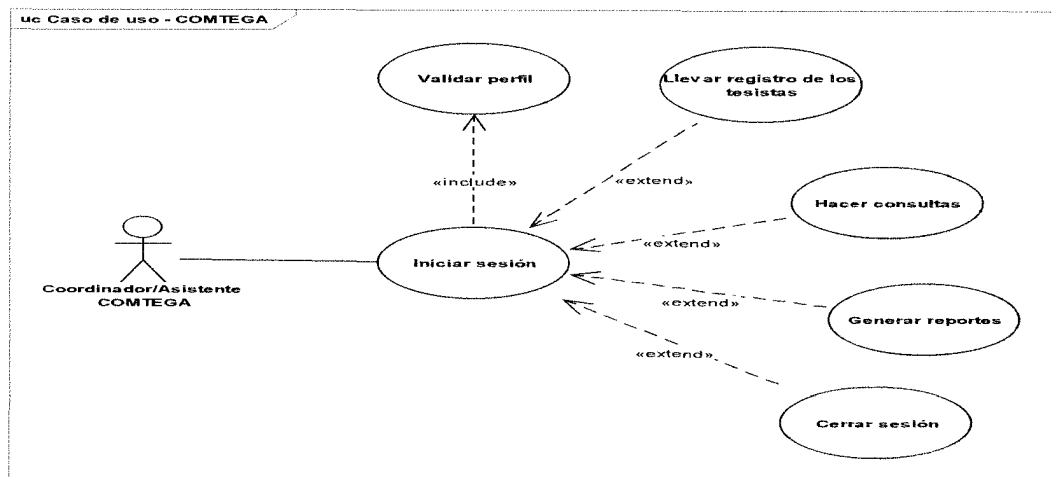 uc Caso de uso - COMTEGA
Validar perfil
Llevar registro de los
tesistas
«include»
«extend»
Hacer consultas
«extend»
Iniciar sesión
Coordinador/Asistente
COMTEGA
«extend»
Generar reportes
«extend»
Cerrar sesión